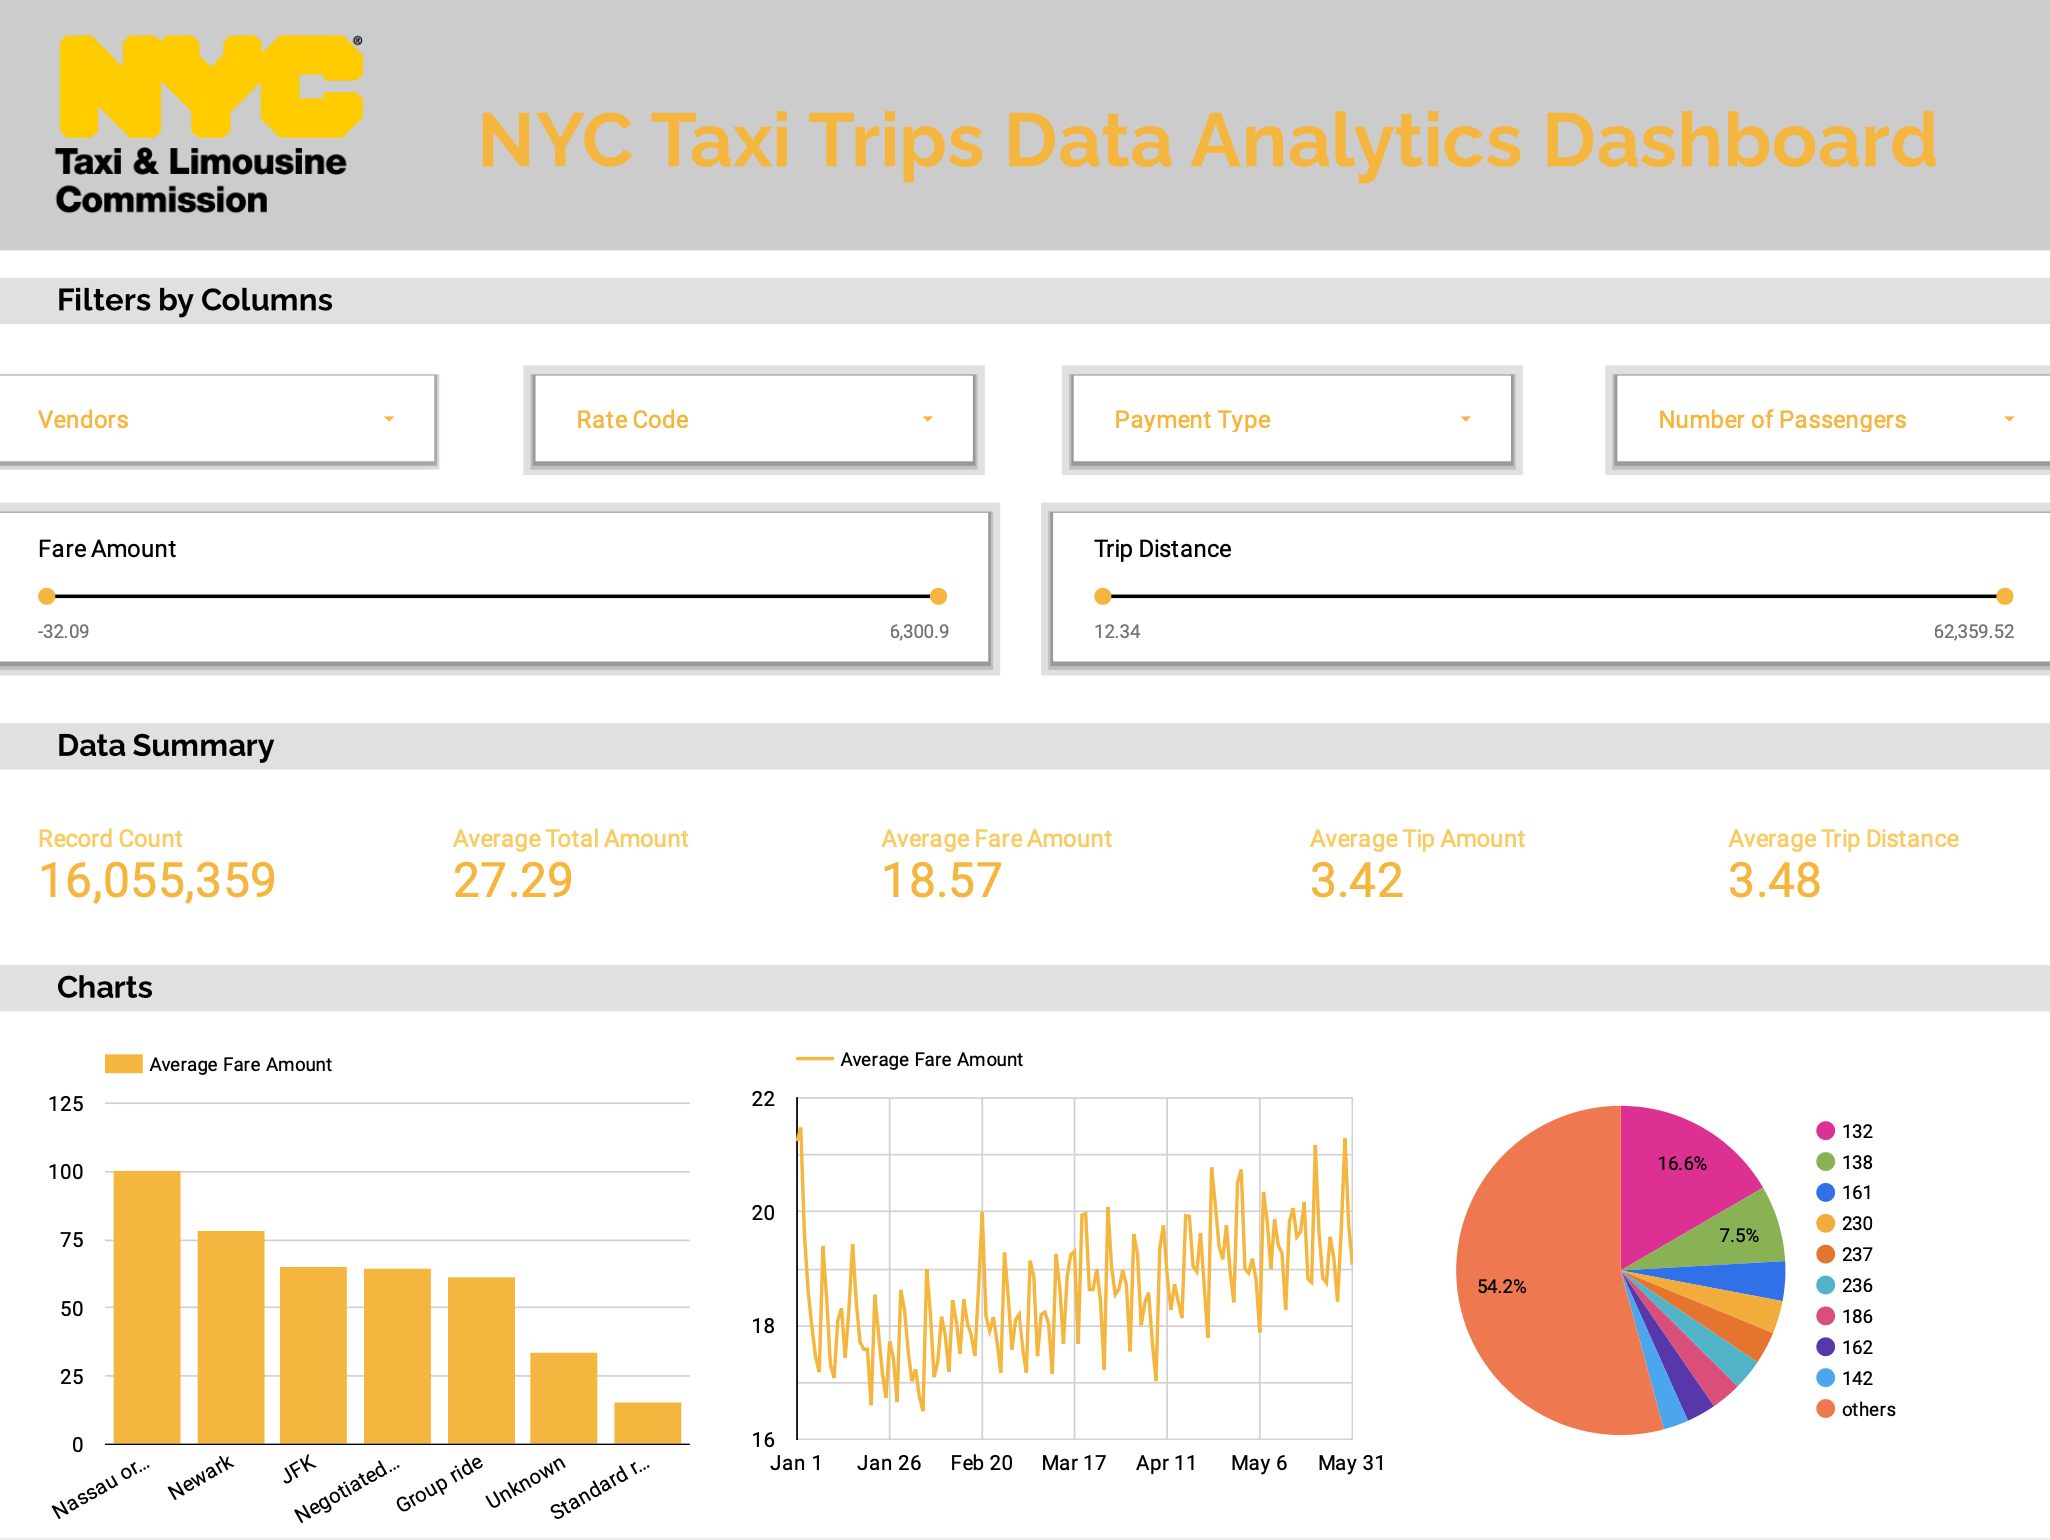 NYC®
Taxi & Limousine
Commission
NYC Taxi Trips Data Analytics Dashboard
Filters by Columns
Vendors
Rate Code
Payment Type
Number of Passengers
Fare Amount
-32.09
6,300.9
Trip Distance
12.34
62,359.52
Data Summary
Record Count
16,055,359
Average Total Amount
27.29
Average Fare Amount
18.57
Average Tip Amount
3.42
Average Trip Distance
3.48
Charts
Average Fare Amount
125
100
75
50
25
0
Nassau or...
Newark
JFK
Negotiated...
Group ride
Unknown
Standard r...
Average Fare Amount
22
20
18
16
Jan 1
Jan 26
Feb 20
Mar 17
Apr 11
May 6
May 31
16.6%
7.5%
54.2%
132
138
161
230
237
236
186
162
142
others